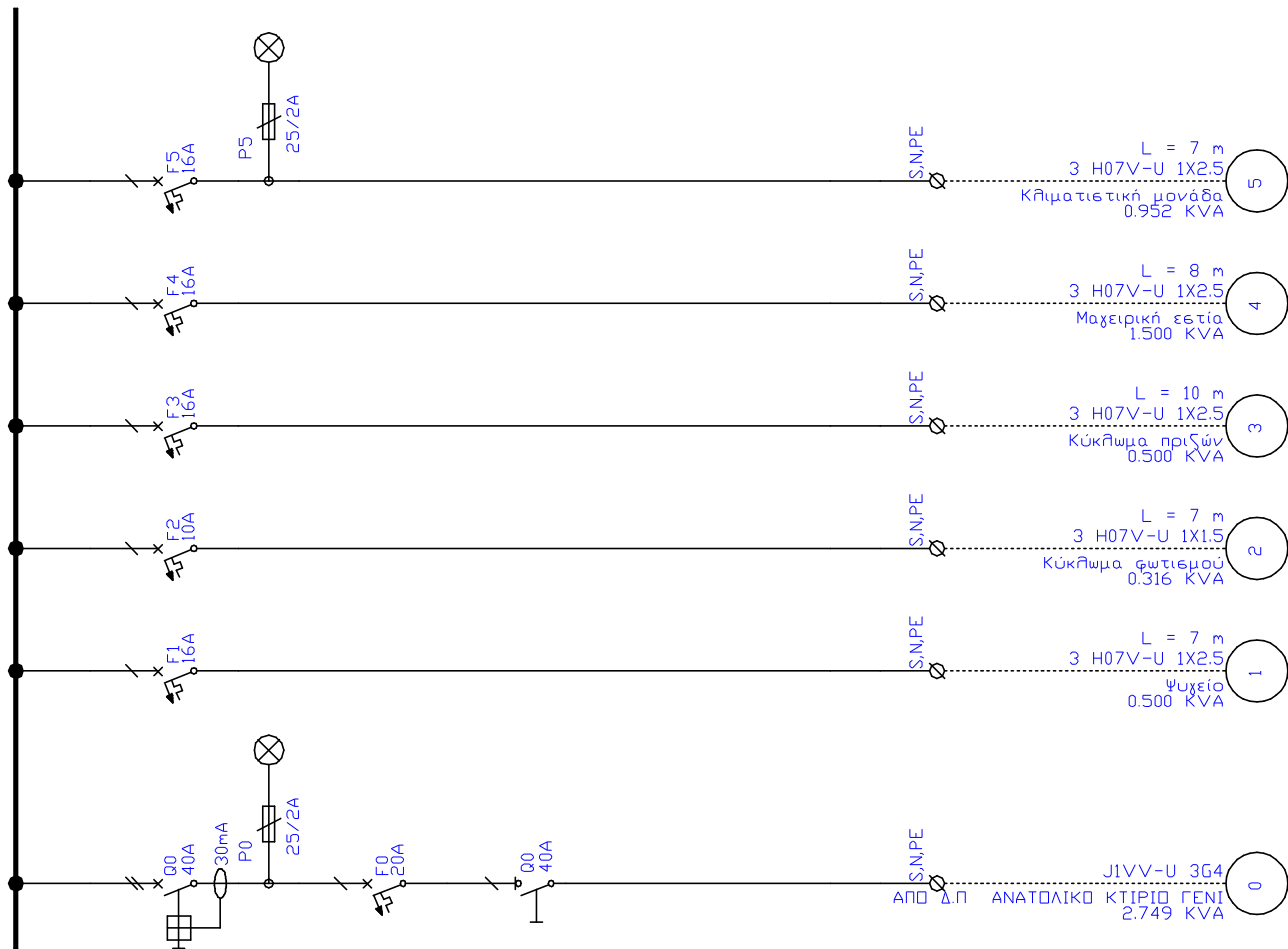 P5
25/2A
F5
16A
S,N,PE
L = 7 m
3 H07V-U 1X2.5
Κλιματιστική μονάδα
0.952 KVA
5
F4
16A
S,N,PE
L = 8 m
3 H07V-U 1X2.5
Μαγειρική εστία
1.500 KVA
4
F3
16A
S,N,PE
L = 10 m
3 H07V-U 1X2.5
Κύκλωμα πριζών
0.500 KVA
3
F2
10A
S,N,PE
L = 7 m
3 H07V-U 1X1.5
Κύκλωμα φωτισμού
0.316 KVA
2
F1
16A
S,N,PE
L = 7 m
3 H07V-U 1X2.5
Ψυγείο
0.500 KVA
1
Q0
40A
30mA
P0
25/2A
F0
20A
Q0
40A
S,N,PE
J1VV-U 3G4
ΑΠΟ Δ.Π ΑΝΑΤΟΛΙΚΟ ΚΤΙΡΙΟ ΓΕΝΙ
2.749 KVA
0